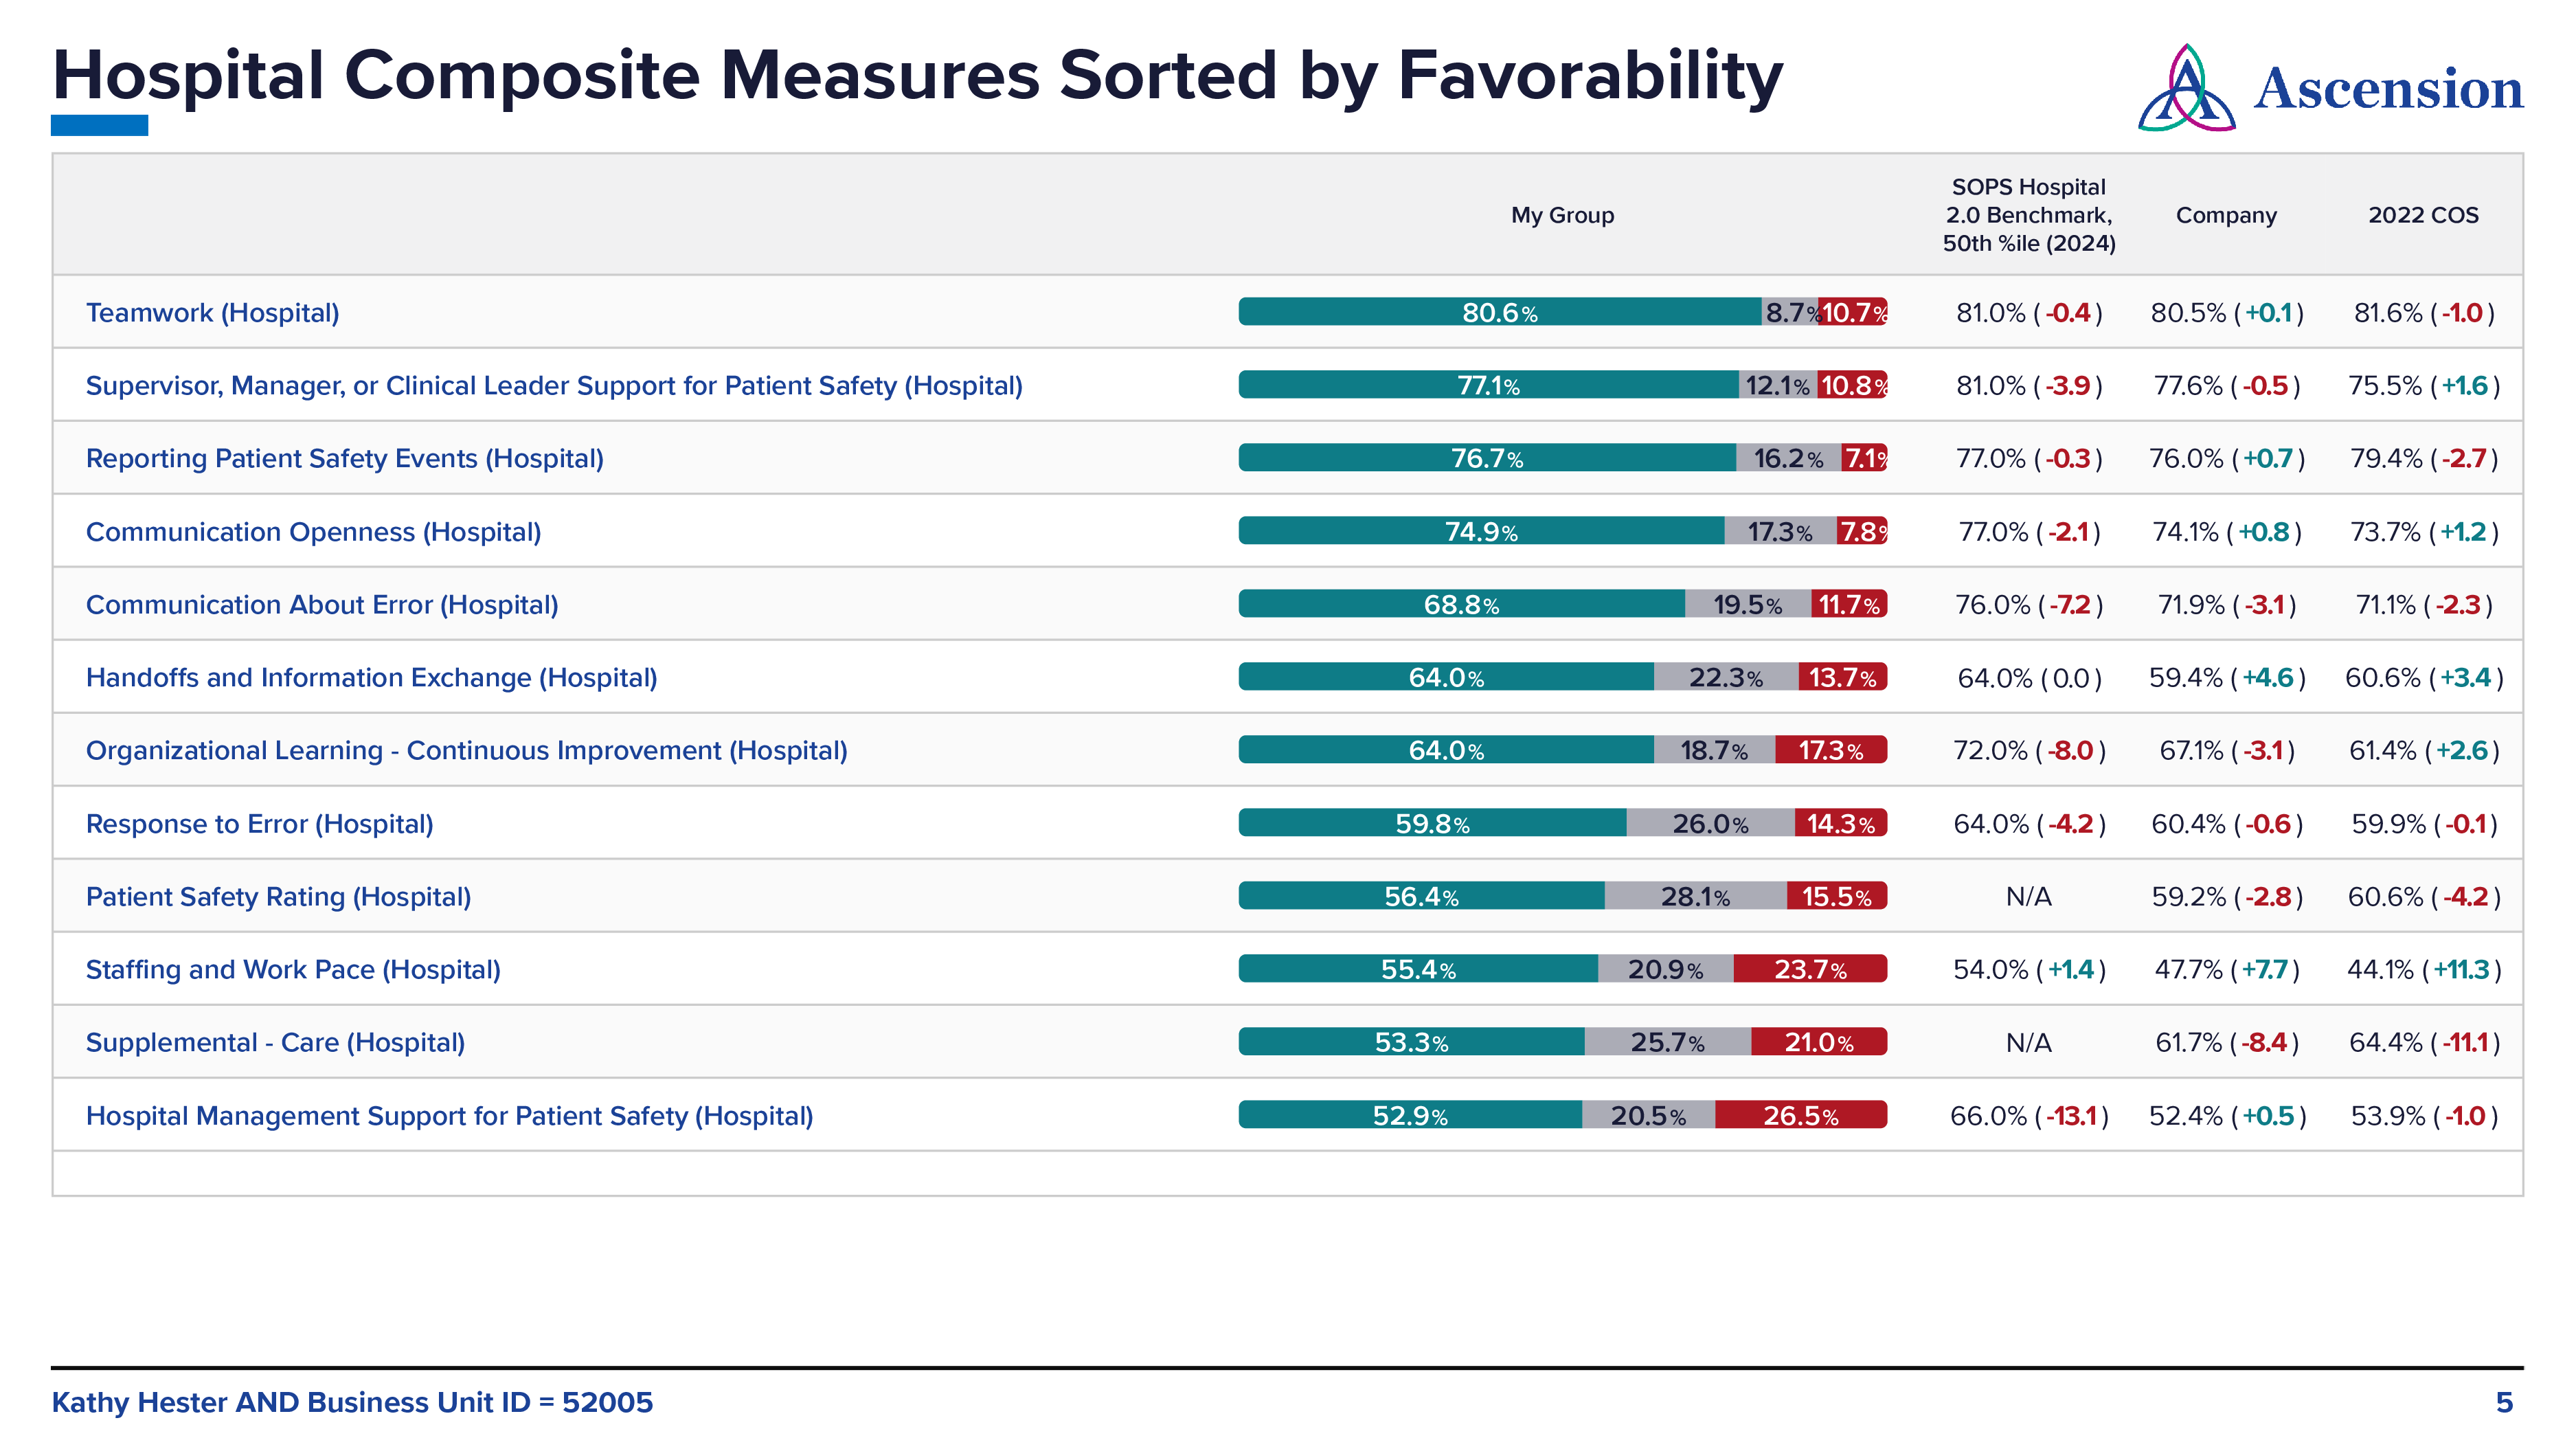 Hospital Composite Measures Sorted by Favorability
Ascension
My Group
SOPS Hospital
2.0 Benchmark,
50th %ile (2024)
Company
2022 COS
Teamwork (Hospital) 80.6% 8.7% 10.7% 81.0% ( -0.4 ) 80.5% ( +0.1 ) 81.6% ( -1.0 )
Supervisor, Manager, or Clinical Leader Support for Patient Safety (Hospital) 77.1% 12.1% 10.8% 81.0% ( -3.9 ) 77.6% ( -0.5 ) 75.5% ( +1.6 )
Reporting Patient Safety Events (Hospital) 76.7% 16.2% 7.1% 77.0% ( -0.3 ) 76.0% ( +0.7 ) 79.4% ( -2.7 )
Communication Openness (Hospital) 74.9% 17.3% 7.8% 77.0% ( -2.1 ) 74.1% ( +0.8 ) 73.7% ( +1.2 )
Communication About Error (Hospital) 68.8% 19.5% 11.7% 76.0% ( -7.2 ) 71.9% ( -3.1 ) 71.1% ( -2.3 )
Handoffs and Information Exchange (Hospital) 64.0% 22.3% 13.7% 64.0% ( 0.0 ) 59.4% ( +4.6 ) 60.6% ( +3.4 )
Organizational Learning - Continuous Improvement (Hospital) 64.0% 18.7% 17.3% 72.0% ( -8.0 ) 67.1% ( -3.1 ) 61.4% ( +2.6 )
Response to Error (Hospital) 59.8% 26.0% 14.3% 64.0% ( -4.2 ) 60.4% ( -0.6 ) 59.9% ( -0.1 )
Patient Safety Rating (Hospital) 56.4% 28.1% 15.5% N/A 59.2% ( -2.8 ) 60.6% ( -4.2 )
Staffing and Work Pace (Hospital) 55.4% 20.9% 23.7% 54.0% ( +1.4 ) 47.7% ( +7.7 ) 44.1% ( +11.3 )
Supplemental - Care (Hospital) 53.3% 25.7% 21.0% N/A 61.7% ( -8.4 ) 64.4% ( -11.1 )
Hospital Management Support for Patient Safety (Hospital) 52.9% 20.5% 26.5% 66.0% ( -13.1 ) 52.4% ( +0.5 ) 53.9% ( -1.0 )
Kathy Hester AND Business Unit ID = 52005
5